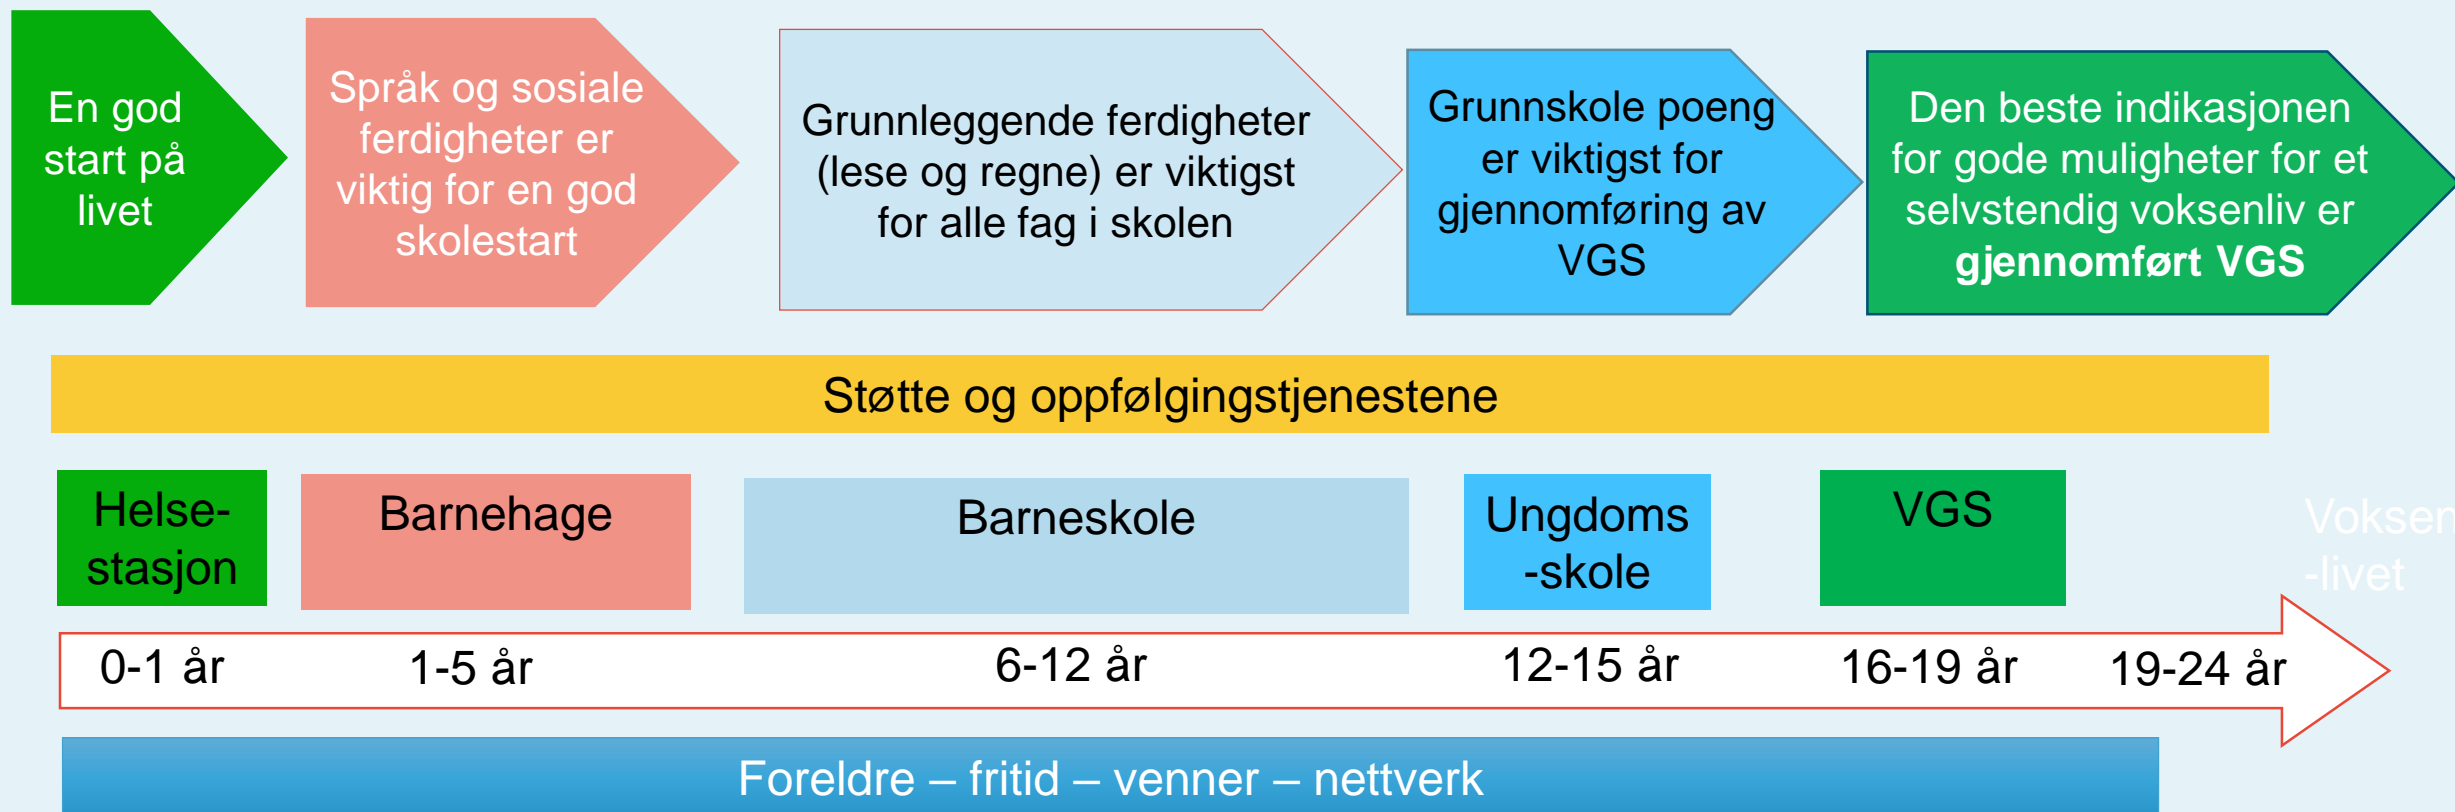 En god
start på
livet
Språk og sosiale
ferdigheter er
viktig for en god
skolestart
Grunnleggende ferdigheter
(lese og regne) er viktigst
for alle fag i skolen
Grunnskole poeng
er viktigst for
gjennomføring av
VGS
Den beste indikasjonen
for gode muligheter for et
selvstendig voksenliv er
gjennomført VGS
Støtte og oppfølgingstjenestene
Helse-
stasjon
Barnehage
Barneskole
Ungdoms
-skole
VGS
Voksen
-livet
0-1 år
1-5 år
6-12 år
12-15 år
16-19 år
19-24 år
Foreldre – fritid – venner – nettverk